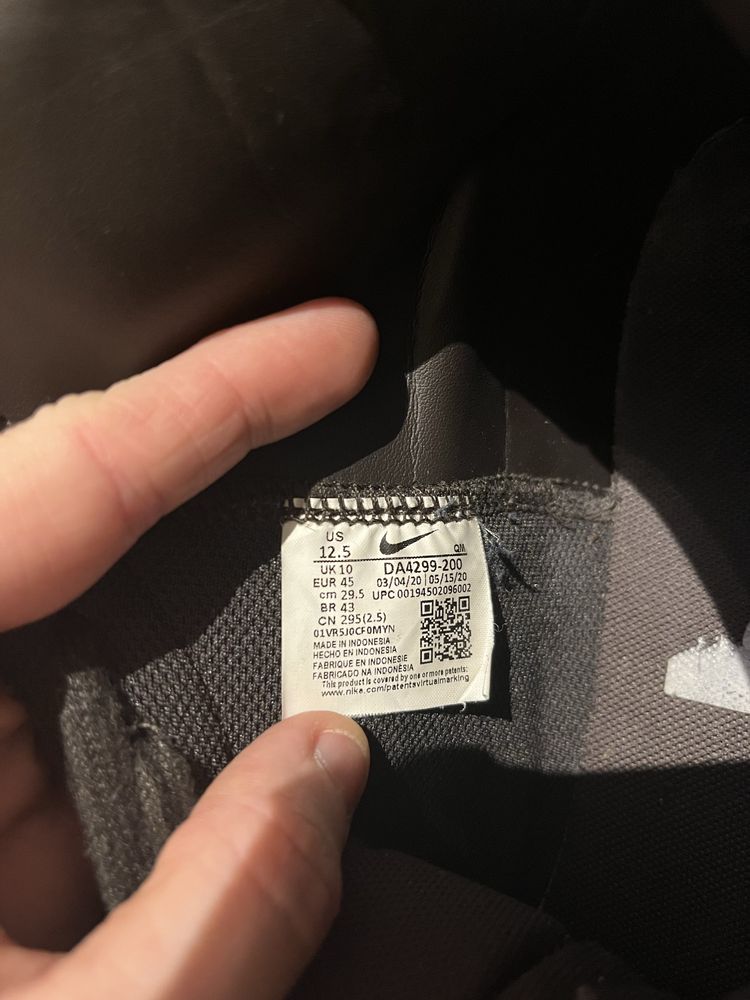 US
12.5
QM
UK 10 DA4299-200
EUR 45 03/04/20 05/15/20
cm 29.5 UPC 00194502096002
BR 43
CN 295(2.5)
01VR5J0CF0MYN
MADE IN INDONESIA
HECHO EN INDONESIA
FABRIQUE EN INDONESIE
FABRICADO NA INDONÉSIA
This product is covered by one or more patents:
www.nike.com/patentsvirtualmarking